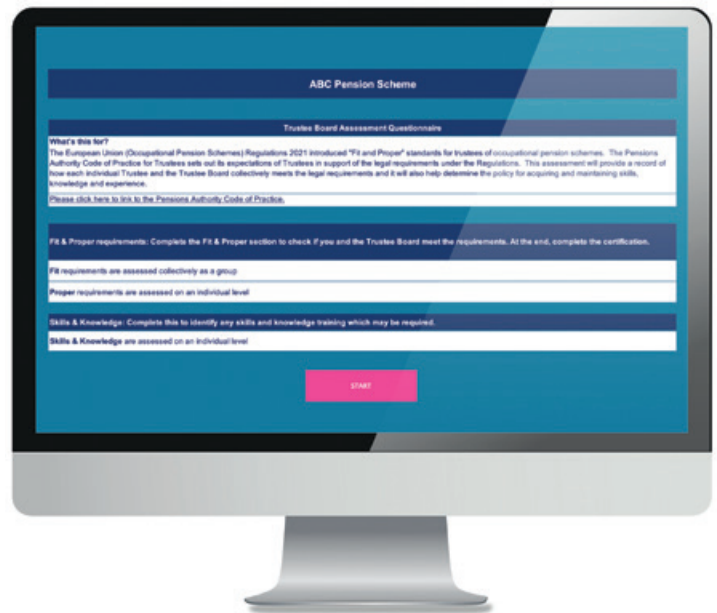 ABC Pension Scheme
Trustee Board Assessment Questionnaire
What's this for?
The European Union (Occupational Pension Schemes) Regulations 2021 introduced "Fit and Proper" standards for trustees of occupational pension schemes. The Pensions
Authority Code of Practice for Trustees sets out its expectations of Trustees in support of the legal requirements under the Regulations. This assessment will provide a record of
how each individual Trustee and the Trustee Board collectively meets the legal requirements and it will also help determine the policy for acquiring and maintaining skills,
knowledge and experience.
Please click here to link to the Pensions Authority Code of Practice.
Fit & Proper requirements: Complete the Fit & Proper section to check if you and the Trustee Board meet the requirements. At the end, complete the certification.
Fit requirements are assessed collectively as a group
Proper requirements are assessed on an individual level
Skills & Knowledge: Complete this to identify any skills and knowledge training which may be required.
Skills & Knowledge are assessed on an individual level
START